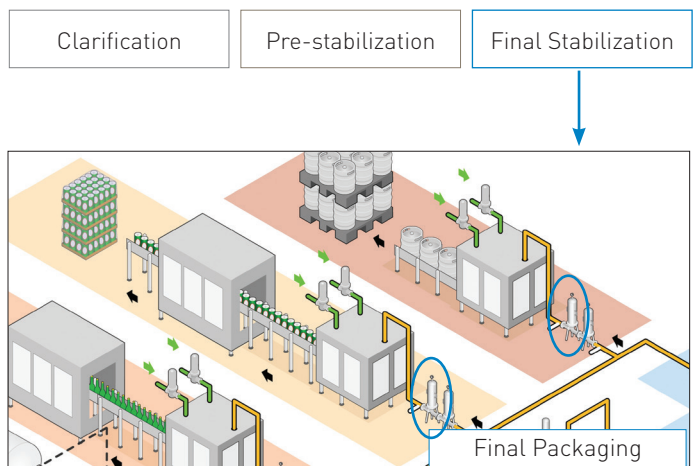 Clarification
Pre-stabilization
Final Stabilization
Final Packaging